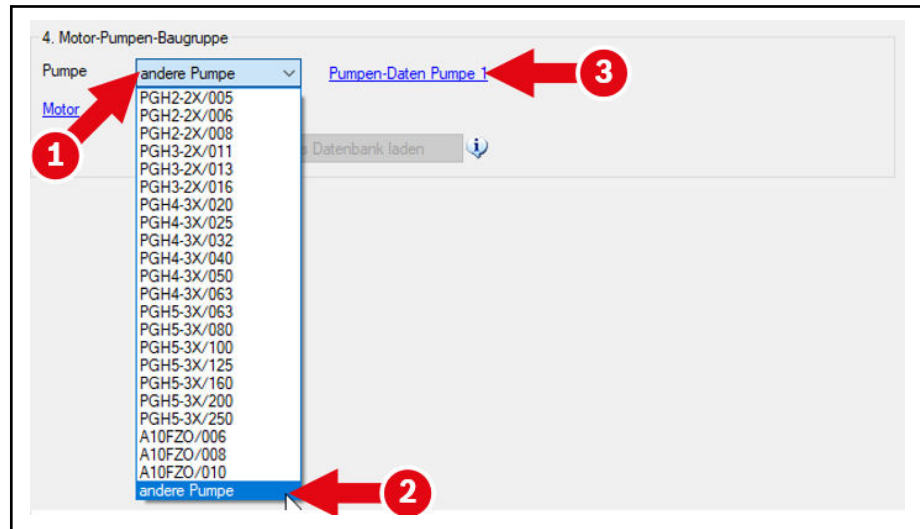 4. Motor-Pumpen-Baugruppe
Pumpe andere Pumpe Pumpen-Daten Pumpe 1 3
PGH2-2X/005
PGH2-2X/006
Motor
PGH2-2X/008
PGH3-2X/011
1 Datenbank laden
PGH3-2X/013
PGH3-2X/016
PGH4-3X/020
PGH4-3X/025
PGH4-3X/032
PGH4-3X/040
PGH4-3X/050
PGH4-3X/063
PGH5-3X/063
PGH5-3X/080
PGH5-3X/100
PGH5-3X/125
PGH5-3X/160
PGH5-3X/200
PGH5-3X/250
A10FZO/006
A10FZO/008
A10FZO/010
andere Pumpe 2